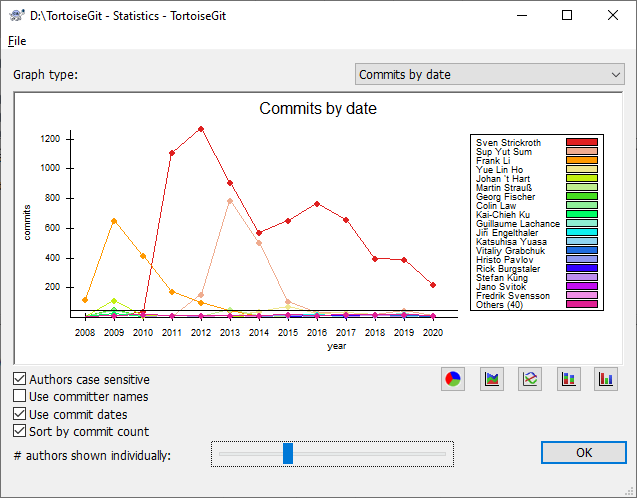 D:\TortoiseGit - Statistics - TortoiseGit
File
Graph type:
Commits by date
Commits by date
1200
1000
800
600
400
200
commits
2008 2009 2010 2011 2012 2013 2014 2015 2016 2017 2018 2019 2020
year
Sven Strickroth
Sup Yut Sum
Frank Li
Yue Lin Ho
Johan 't Hart
Martin Strauß
Georg Fischer
Colin Law
Kai-Chieh Ku
Guillaume Lachance
Jiří Engelthaler
Katsuhisa Yuasa
Vitaliy Grabchuk
Hristo Pavlov
Rick Burgstaler
Stefan Küng
Jano Svitok
Fredrik Svensson
Others (40)
Authors case sensitive
Use committer names
Use commit dates
Sort by commit count
# authors shown individually:
OK